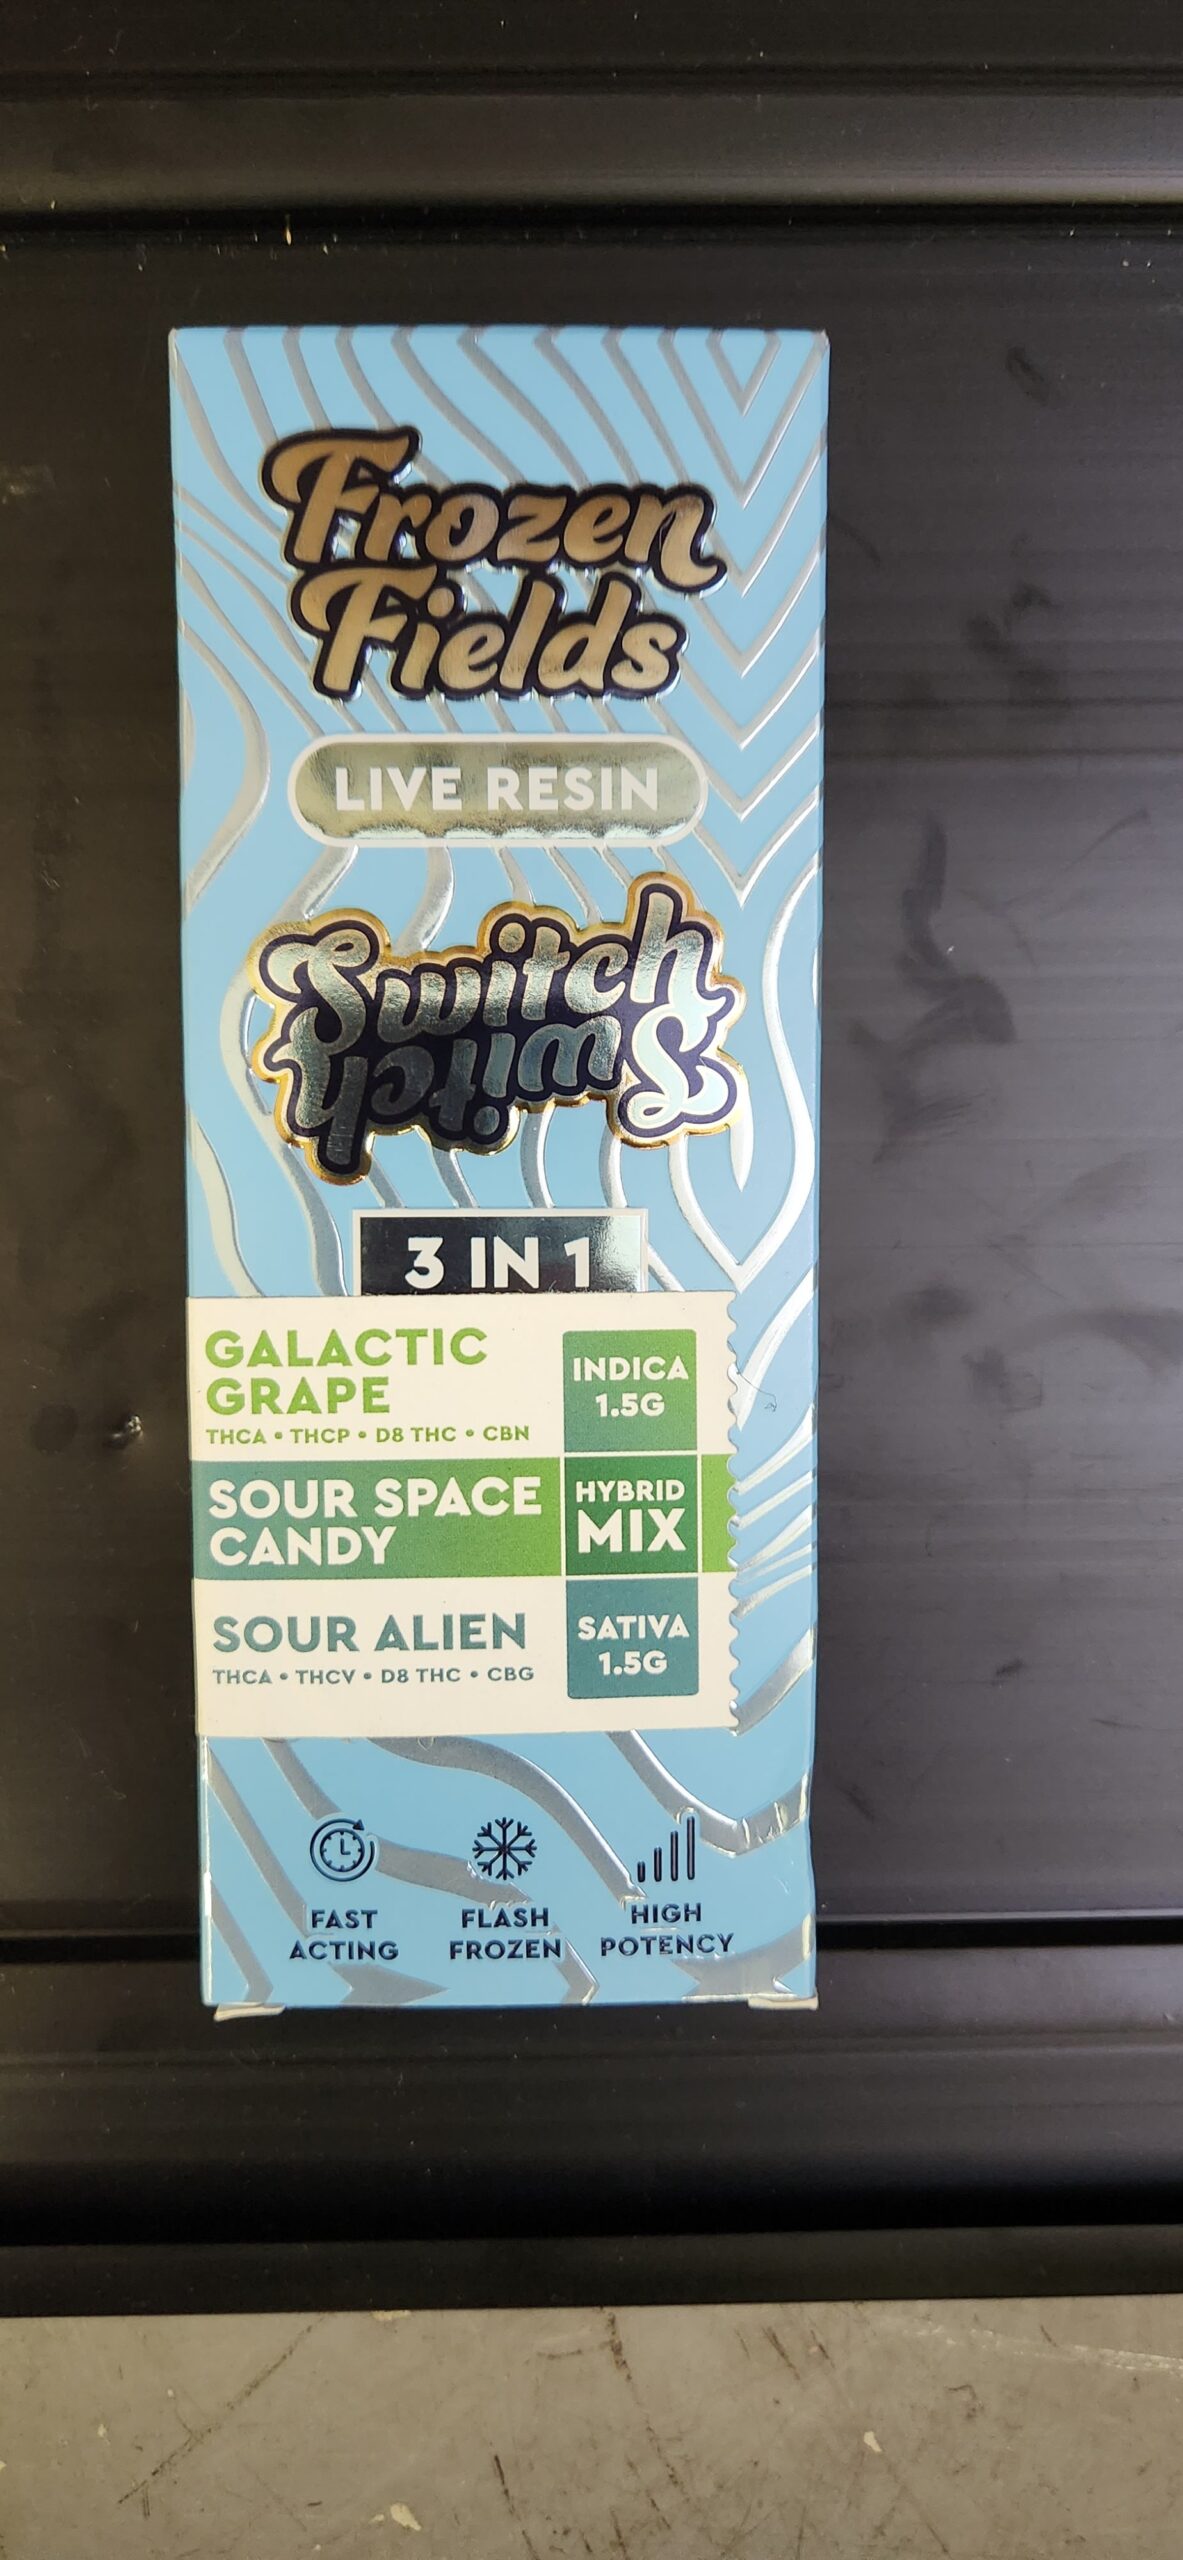 Frozen
Fields
LIVE RESIN
Switch
Switch
3 IN 1
GALACTIC
GRAPE
THCA • THCP • D8 THC • CBN
INDICA
1.5G
SOUR SPACE
CANDY
HYBRID
MIX
SOUR ALIEN
THCA • THCV • D8 THC • CBG
SATIVA
1.5G
FAST
ACTING
FLASH
FROZEN
HIGH
POTENCY